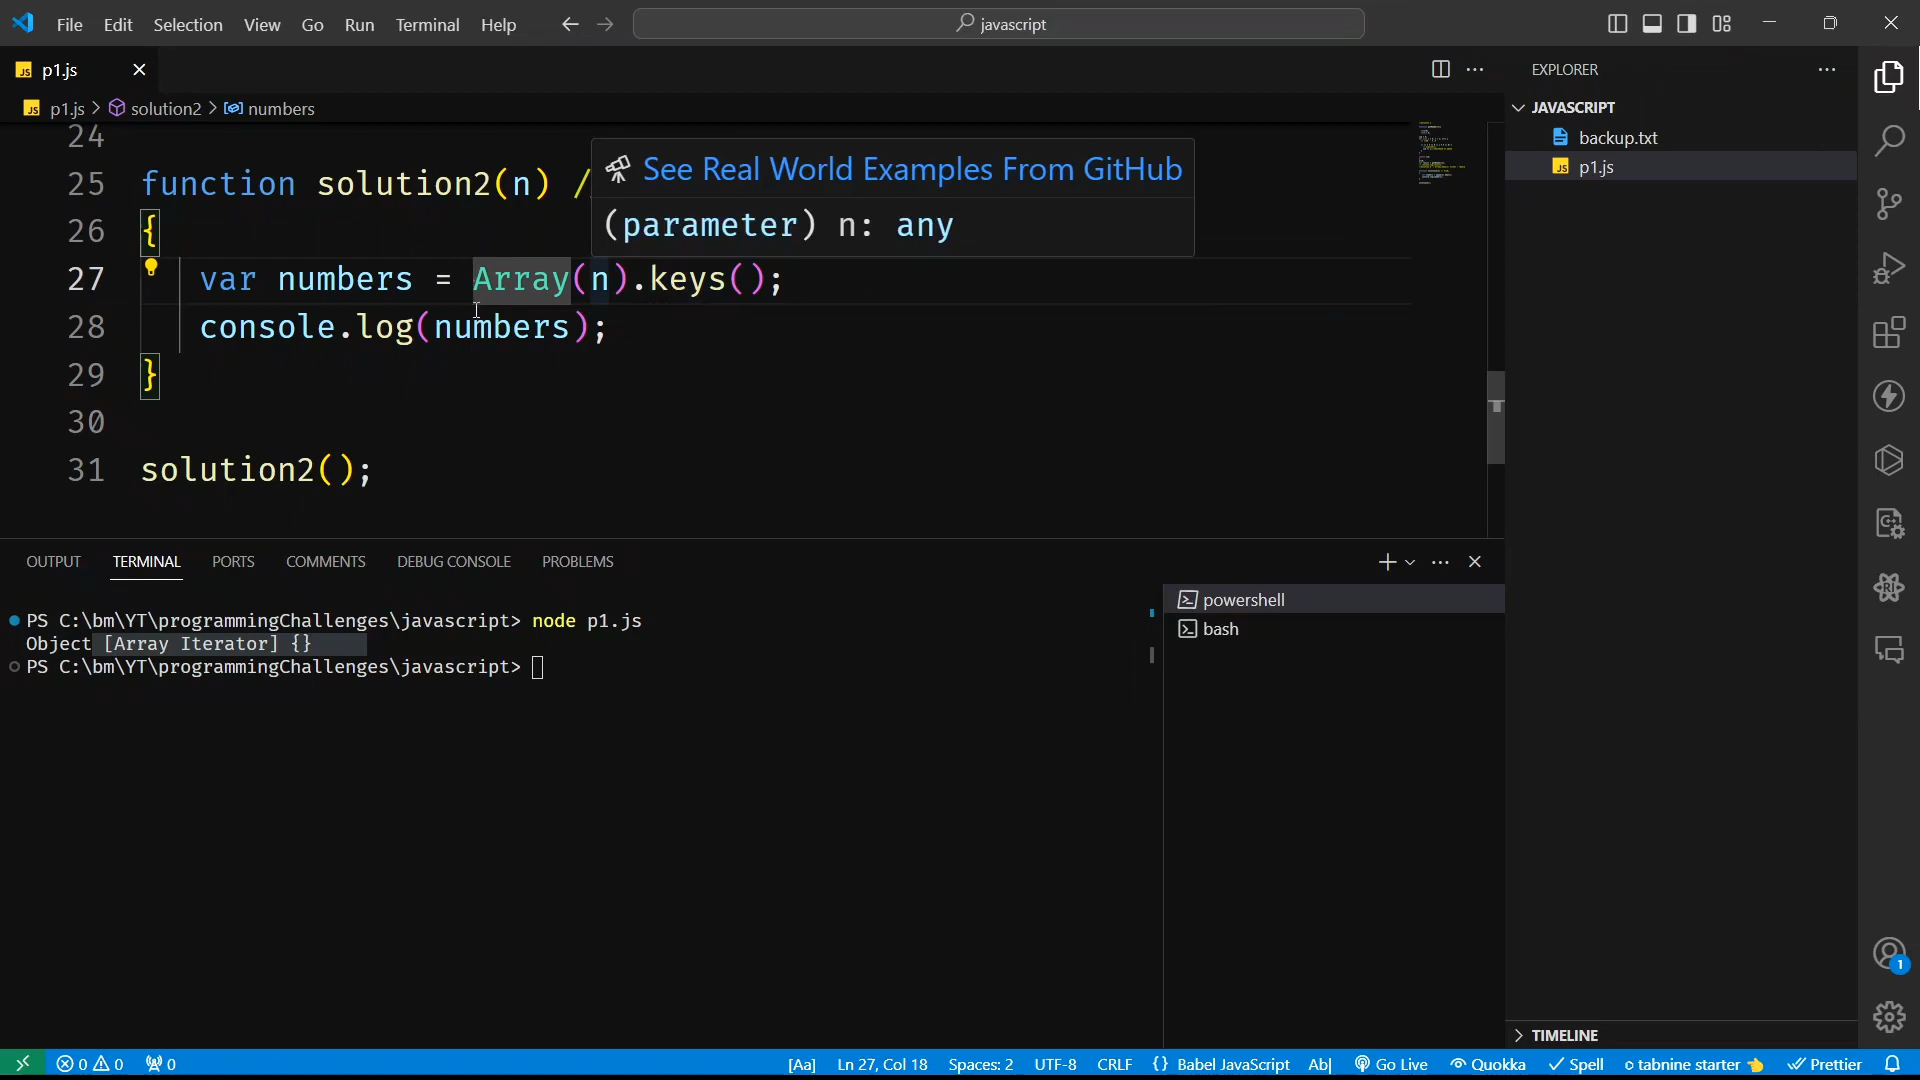 File Edit Selection View Go Run Terminal Help
javascript
p1.js
p1.js > solution2 > numbers
24
25 function solution2(n) /
See Real World Examples From GitHub
(parameter) n: any
26 {
27 var numbers = Array(n).keys();
28 console.log(numbers);
29 }
30
31 solution2();
OUTPUT TERMINAL PORTS COMMENTS DEBUG CONSOLE PROBLEMS
PS C:\bm\YT\programmingChallenges\javascript> node p1.js
Object [Array Iterator] {}
PS C:\bm\YT\programmingChallenges\javascript>
powershell
bash
EXPLORER
JAVASCRIPT
backup.txt
JS p1.js
TIMELINE
1
0 0 0 [Aa] Ln 27, Col 18 Spaces: 2 UTF-8 CRLF {} Babel JavaScript Ab| Go Live Quokka Spell tabnine starter Prettier